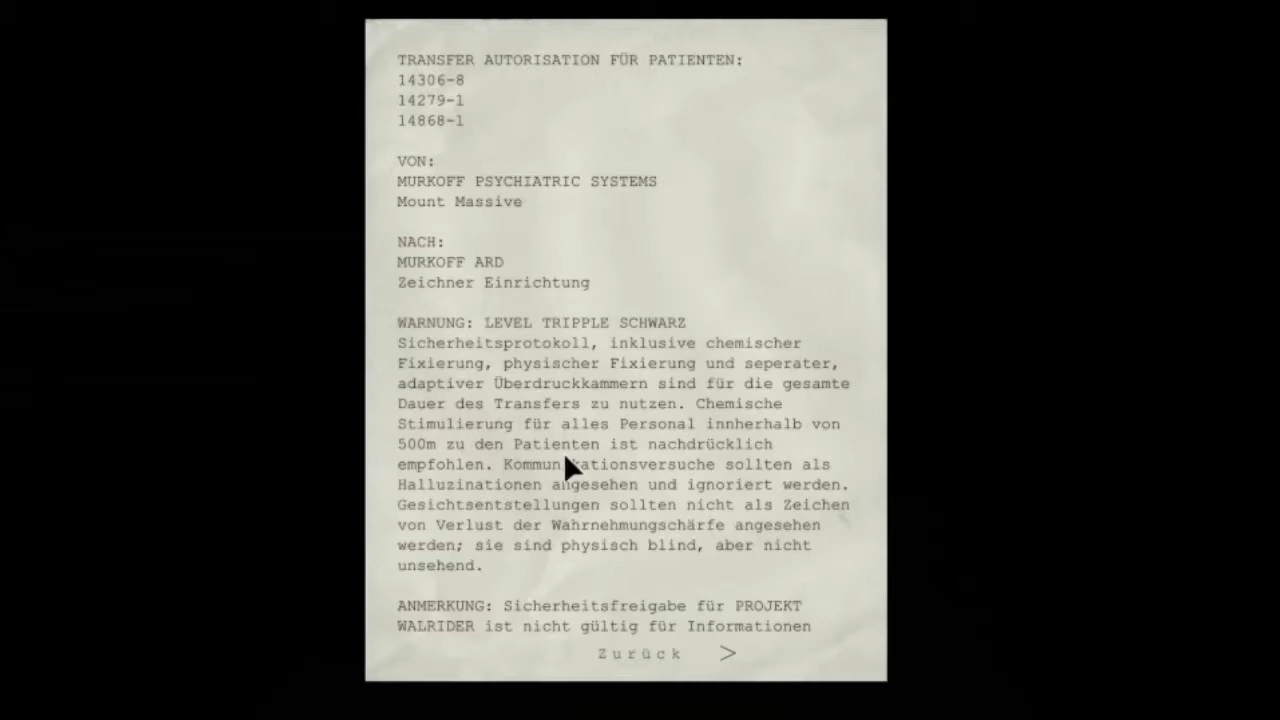 TRANSFER AUTORISATION FÜR PATIENTEN:
14306-8
14279-1
14868-1
VON:
MURKOFF PSYCHIATRIC SYSTEMS
Mount Massive
NACH:
MURKOFF ARD
Zeichner Einrichtung
WARNUNG: LEVEL TRIPPLE SCHWARZ
Sicherheitsprotokoll, inklusive chemischer
Fixierung, physischer Fixierung und seperater,
adaptiver Überdruckkammern sind für die gesamte
Dauer des Transfers zu nutzen. Chemische
Stimulierung für alles Personal innherhalb von
500m zu den Patienten ist nachdrücklich
empfohlen. Kommunikationsversuche sollten als
Halluzinationen angesehen und ignoriert werden.
Gesichtsentstellungen sollten nicht als Zeichen
von Verlust der Wahrnehmungschärfe angesehen
werden; sie sind physisch blind, aber nicht
unsehend.
ANMERKUNG: Sicherheitsfreigabe für PROJEKT
WALRIDER ist nicht gültig für Informationen
Zurück >